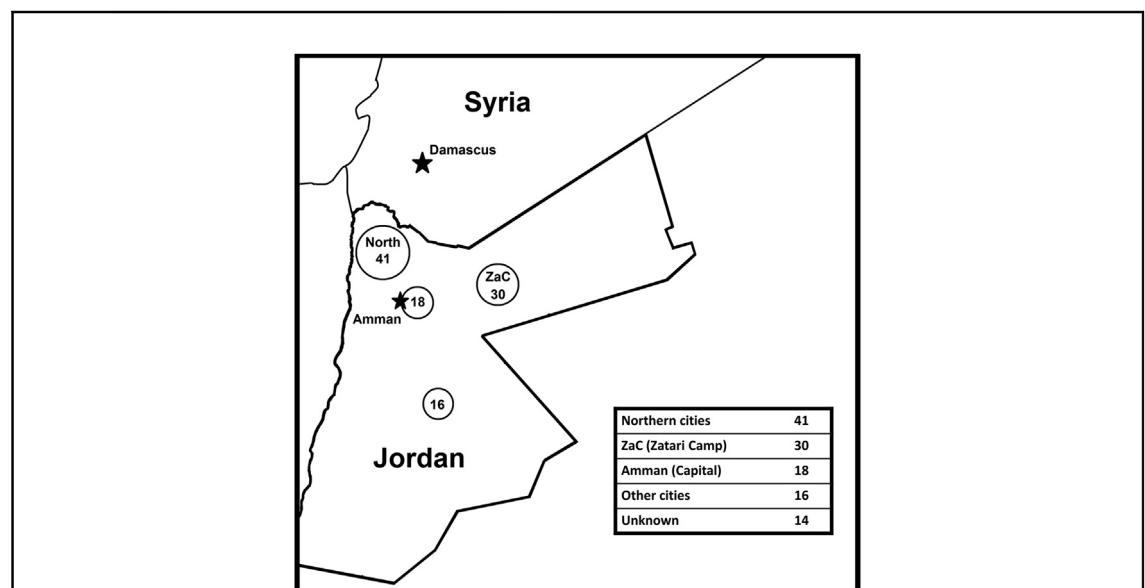 Syria
Damascus
North
41
ZaC
30
18
Amman
16
Jordan
Northern cities 41
ZaC (Zatari Camp) 30
Amman (Capital) 18
Other cities 16
Unknown 14